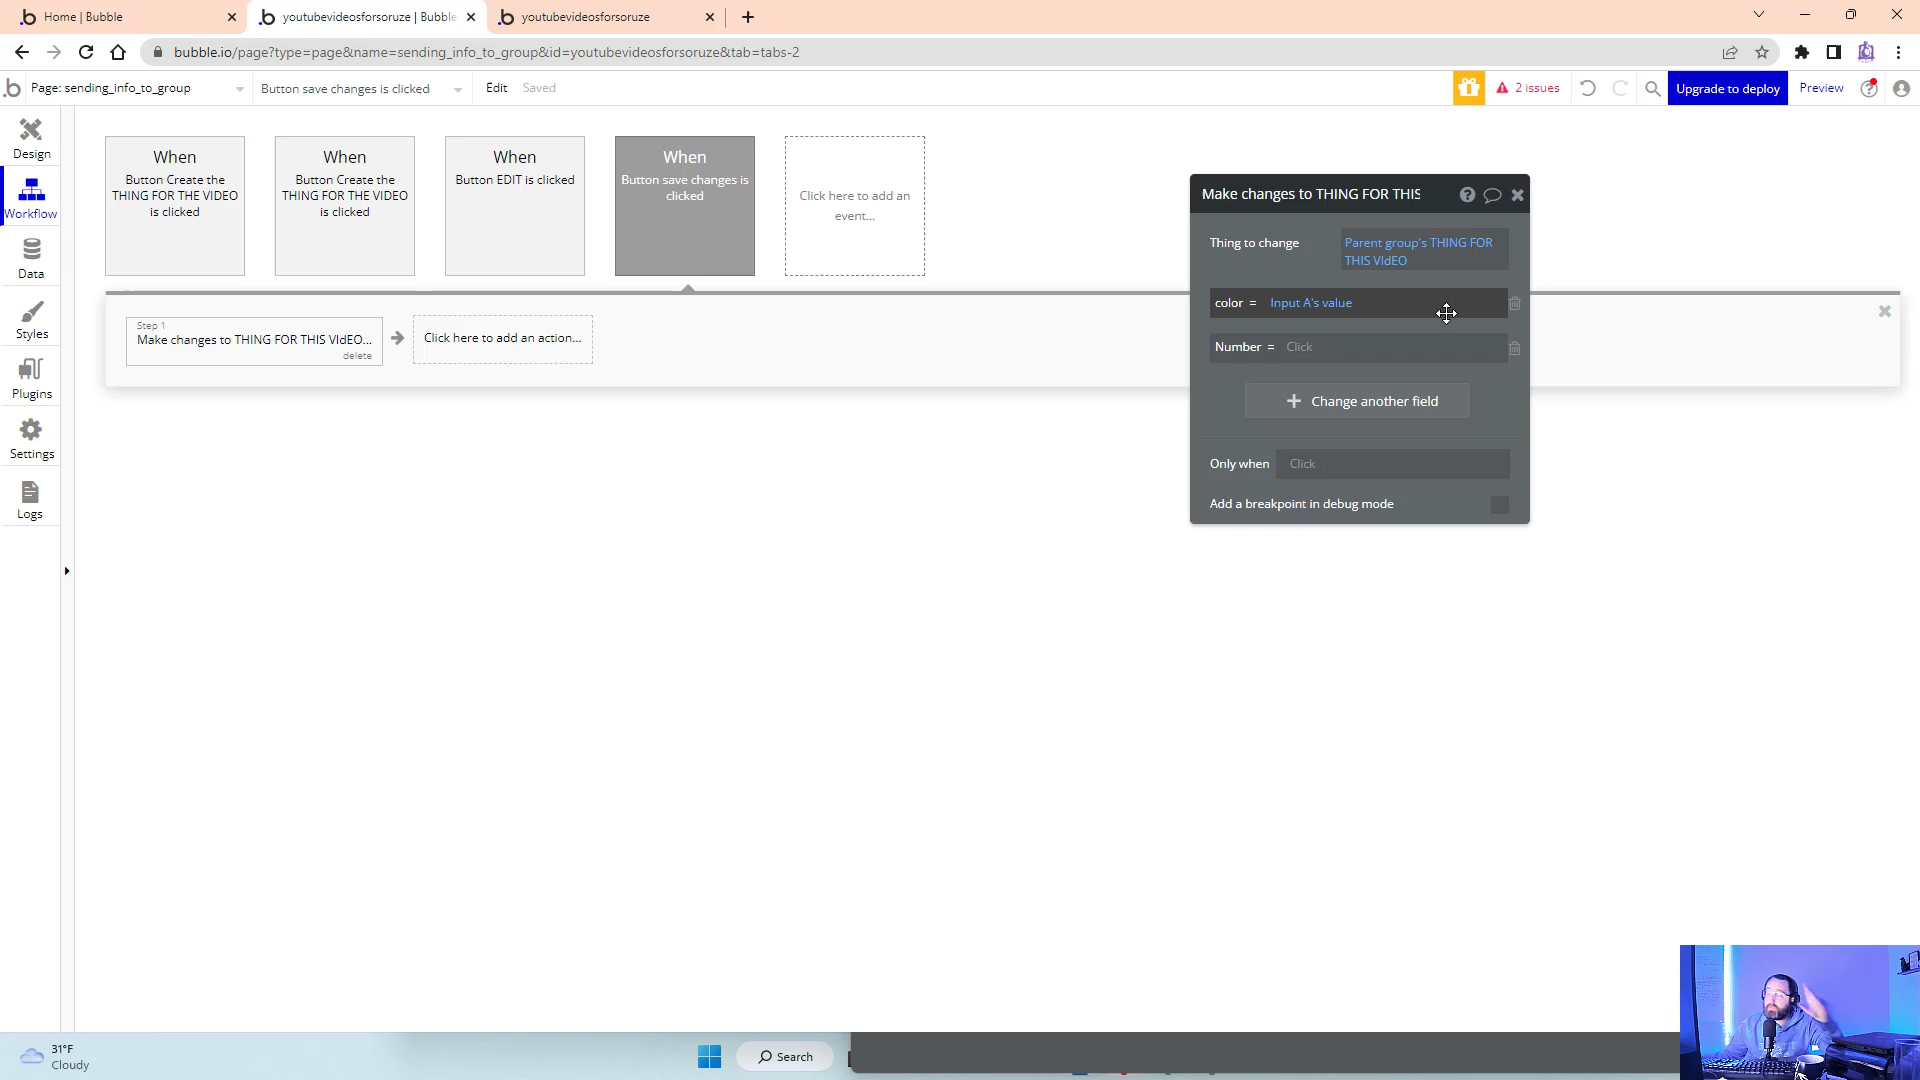 Home | Bubble
youtubevideosforsoruze | Bubble
youtubevideosforsoruze
bubble.io/page?type=page&name=sending_info_to_group&id=youtubevideosforsoruze&tab=tabs-2
Page: sending_info_to_group
Button save changes is clicked
Edit
Saved
2 issues
Upgrade to deploy
Preview
Design
Workflow
Data
Styles
Plugins
Settings
Logs
When
Button Create the
THING FOR THE VIDEO
is clicked
When
Button Create the
THING FOR THE VIDEO
is clicked
When
Button EDIT is clicked
When
Button save changes is
clicked
Click here to add an
event...
Step 1
Make changes to THING FOR THIS VIdEO...
delete
Click here to add an action...
Make changes to THING FOR THIS
Thing to change
Parent group's THING FOR
THIS VIdEO
color = Input A's value
Number = Click
Change another field
Only when
Click
Add a breakpoint in debug mode
31°F
Cloudy
Search